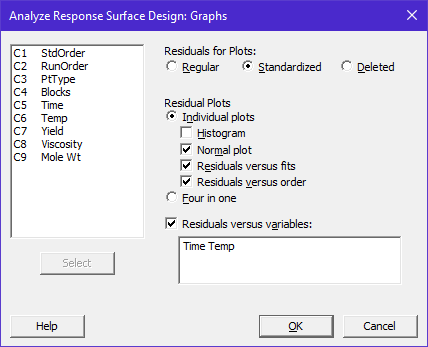 Analyze Response Surface Design: Graphs
C1 StdOrder
C2 RunOrder
C3 PtType
C4 Blocks
C5 Time
C6 Temp
C7 Yield
C8 Viscosity
C9 Mole Wt
Select
Residuals for Plots:
Regular Standardized Deleted
Residual Plots
Individual plots
Histogram
Normal plot
Residuals versus fits
Residuals versus order
Four in one
Residuals versus variables:
Time Temp
Help OK Cancel